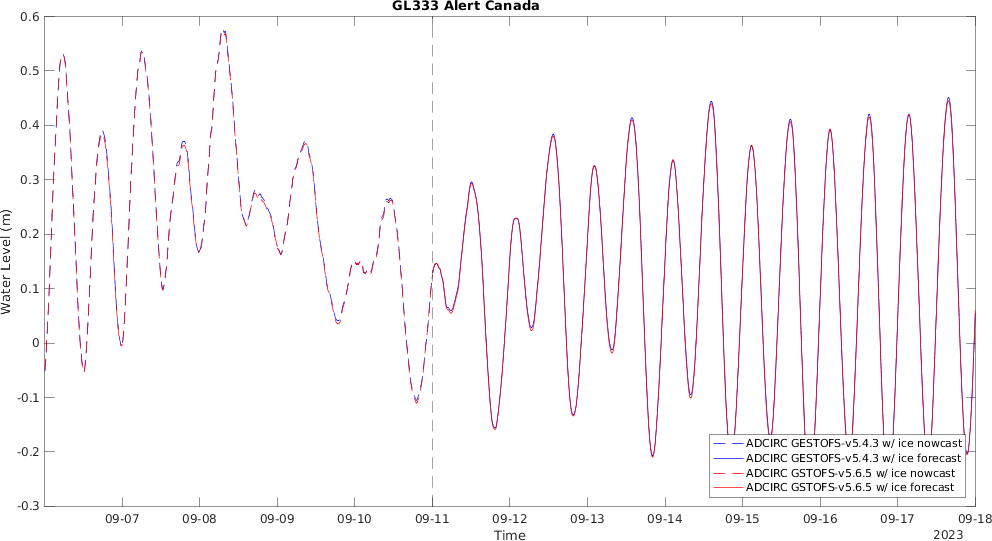 GL333 Alert Canada
0.6
0.5
0.4
0.3
0.2
0.1
0
-0.1
-0.2
-0.3
Water Level (m)
ADCIRC GESTOFS-v5.4.3 w/ ice nowcast
ADCIRC GESTOFS-v5.4.3 w/ ice forecast
ADCIRC GSTOFS-v5.6.5 w/ ice nowcast
ADCIRC GSTOFS-v5.6.5 w/ ice forecast
09-07 09-08 09-09 09-10 09-11 09-12 09-13 09-14 09-15 09-16 09-17 09-18
Time
2023